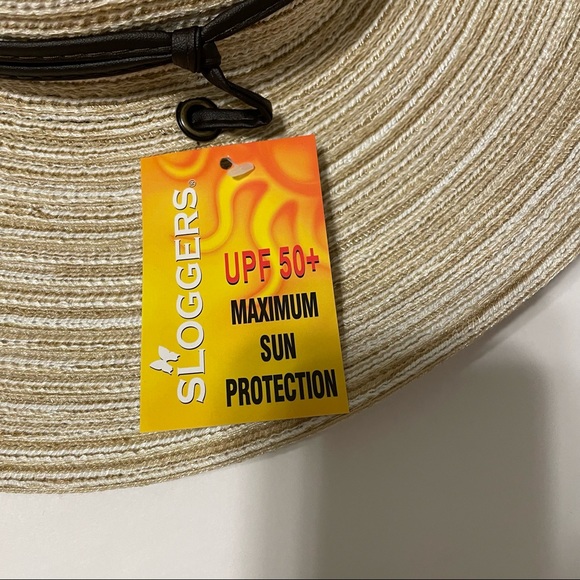 SLOGGERS®
UPF 50+
MAXIMUM
SUN
PROTECTION